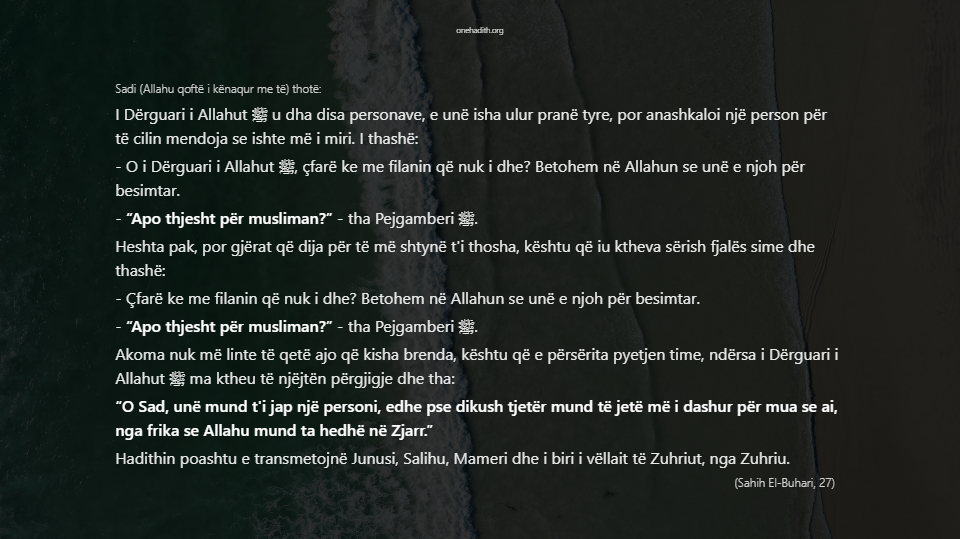 onehadith.org
Sadi (Allahu qoftë i kënaqur me të) thotë:
I Dërguari i Allahut ﷺ u dha disa personave, e unë isha ulur pranë tyre, por anashkaloi një person për
të cilin mendoja se ishte më i miri. I thashë:
- O i Dërguari i Allahut ﷺ, çfarë ke me filanin që nuk i dhe? Betohem në Allahun se unë e njoh për
besimtar.
- “Apo thjesht për musliman?” - tha Pejgamberi ﷺ.
Heshta pak, por gjërat që dija për të më shtynë t'i thosha, kështu që iu ktheva sërish fjalës sime dhe
thashë:
- Çfarë ke me filanin që nuk i dhe? Betohem në Allahun se unë e njoh për besimtar.
- “Apo thjesht për musliman?” - tha Pejgamberi ﷺ.
Akoma nuk më linte të qetë ajo që kisha brenda, kështu që e përsërita pyetjen time, ndërsa i Dërguari i
Allahut ﷺ ma ktheu të njëjtën përgjigje dhe tha:
“O Sad, unë mund t'i jap një personi, edhe pse dikush tjetër mund të jetë më i dashur për mua se ai,
nga frika se Allahu mund ta hedhë në Zjarr.”
Hadithin poashtu e transmetojnë Junusi, Salihu, Mameri dhe i biri i vëllait të Zuhriut, nga Zuhriu.
(Sahih El-Buhari, 27)